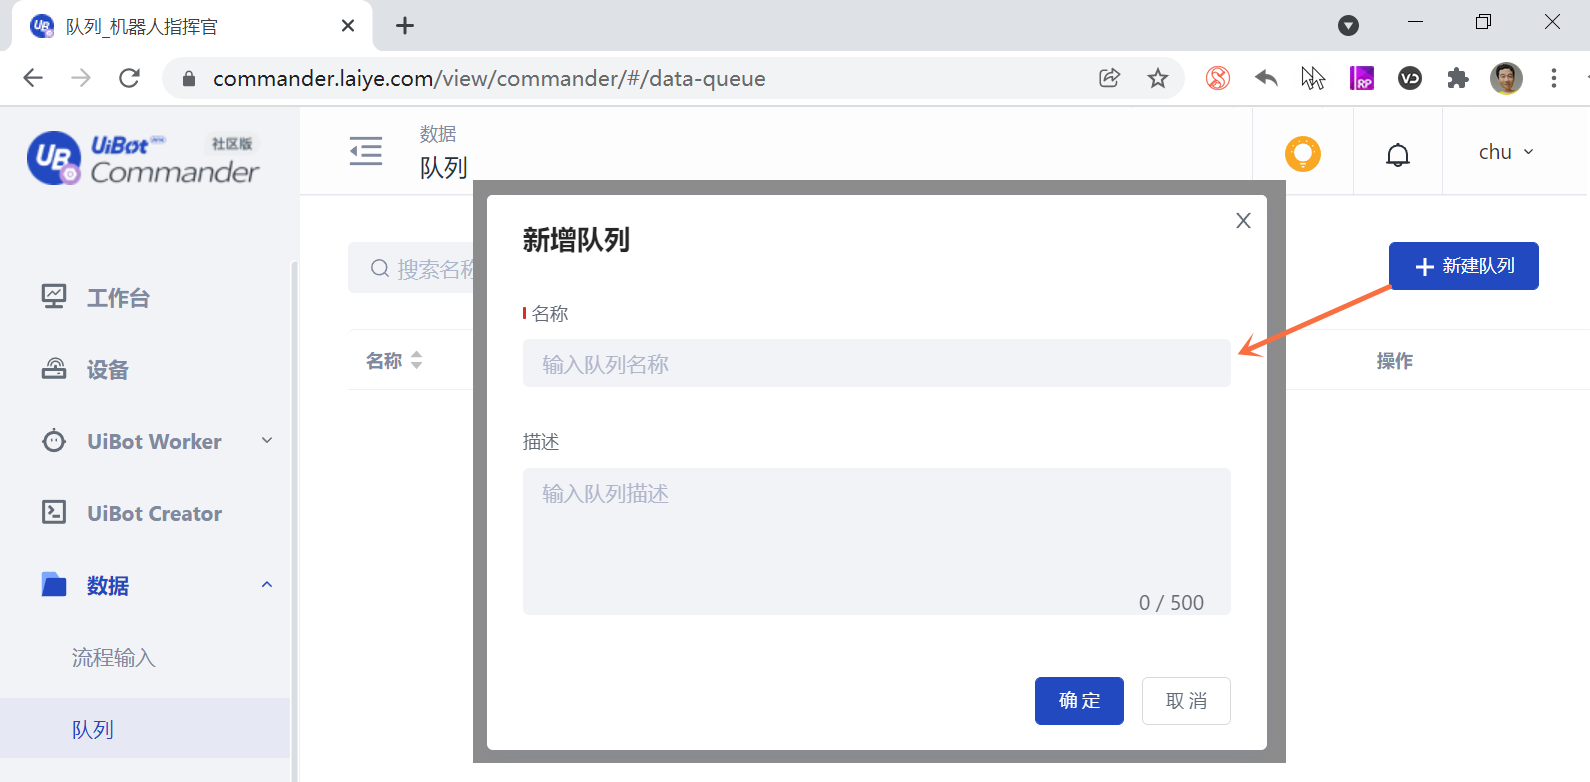 队列_机器人指挥官
commander.laiye.com/view/commander/#/data-queue
UB
UiBot
社区版
Commander
数据
队列
chu
工作台
设备
UiBot Worker
UiBot Creator
数据
流程输入
队列
搜索名称
新建队列
名称
操作
新增队列
名称
输入队列名称
描述
输入队列描述
0 / 500
确定
取消
RP